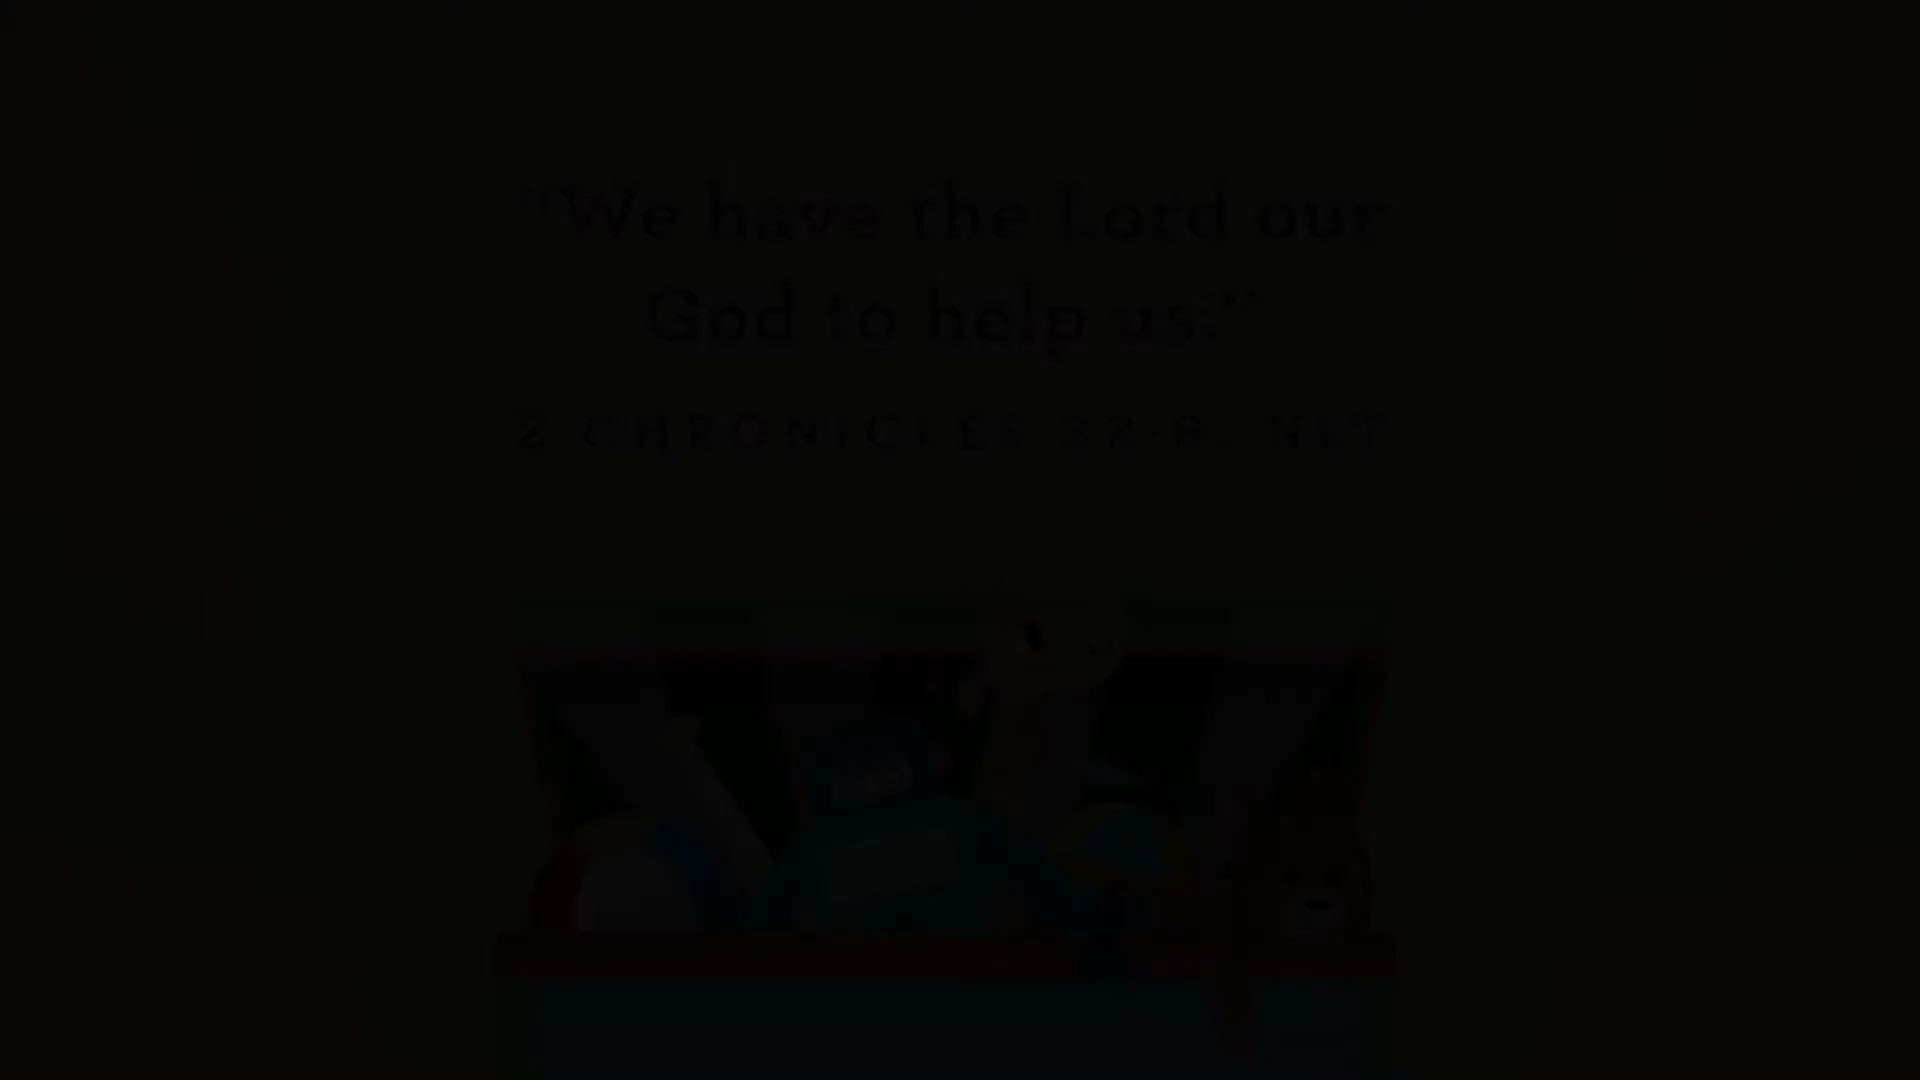 “We have the Lord our
God to help us.”
2 CHRONICLES 32:8, NLT